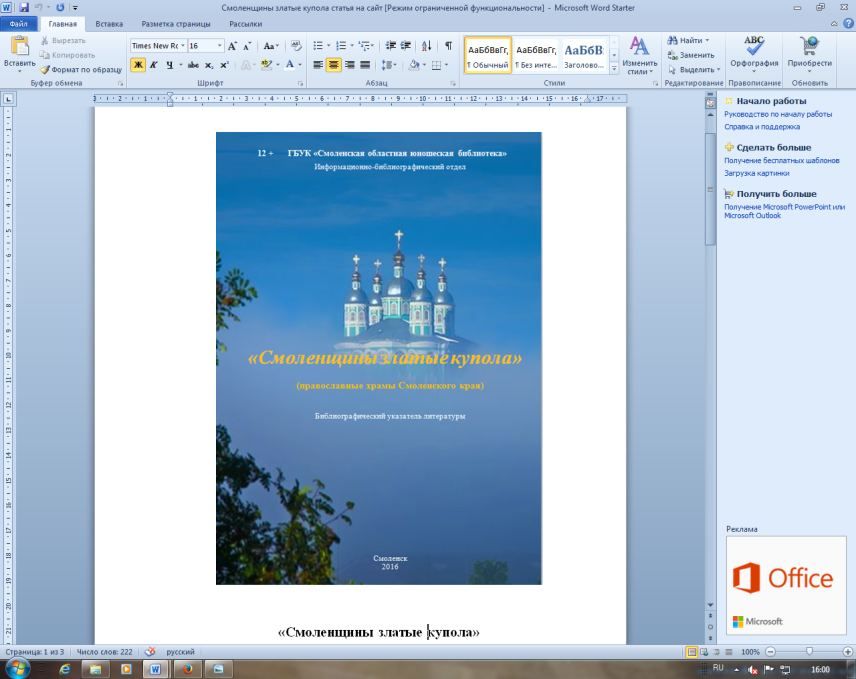 Смоленщины златые купола статья на сайт [Режим ограниченной функциональности] - Microsoft Word Starter
Файл Главная Вставка Разметка страницы Рассылки
Вставить
Вырезать
Копировать
Формат по образцу
Буфер обмена
Times New Rc 16
Шрифт
Абзац
АаБбВвГг, АаБбВвГг, АаБбВ
¶ Обычный ¶ Без инте... Заголово...
Стили
Изменить стили
Найти
Заменить
Выделить
Редактирование
Орфография
Правописание
Приобрести
Обновить
12 + ГБУК «Смоленская областная юношеская библиотека»
Информационно-библиографический отдел
«Смоленщины златые купола»
(православные храмы Смоленского края)
Библиографический указатель литературы
Смоленск
2016
«Смоленщины златые купола»
Начало работы
Руководство по началу работы
Справка и поддержка
Сделать больше
Получение бесплатных шаблонов
Загрузка картинки
Получить больше
Получение Microsoft PowerPoint или
Microsoft Outlook
Реклама
Office
Microsoft
Страница: 1 из 3 Число слов: 222 русский 100%
RU 16:00